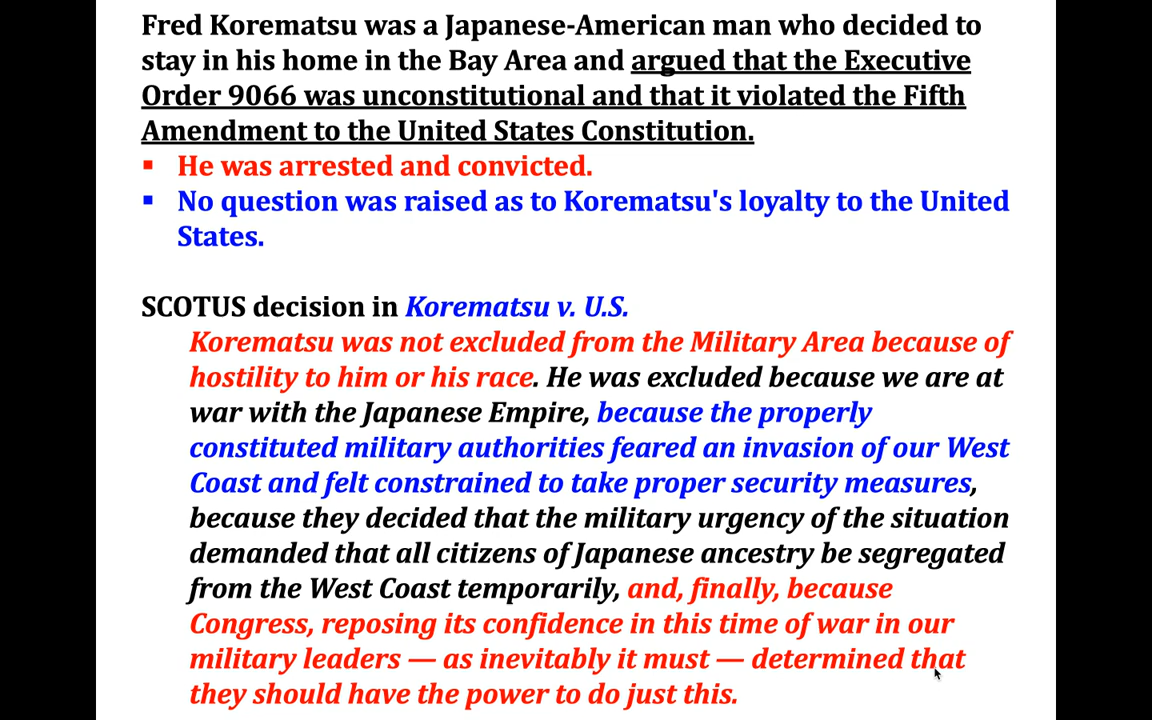 Fred Korematsu was a Japanese-American man who decided to
stay in his home in the Bay Area and argued that the Executive
Order 9066 was unconstitutional and that it violated the Fifth
Amendment to the United States Constitution.
▪ He was arrested and convicted.
▪ No question was raised as to Korematsu's loyalty to the United
States.
SCOTUS decision in Korematsu v. U.S.
Korematsu was not excluded from the Military Area because of
hostility to him or his race. He was excluded because we are at
war with the Japanese Empire, because the properly
constituted military authorities feared an invasion of our West
Coast and felt constrained to take proper security measures,
because they decided that the military urgency of the situation
demanded that all citizens of Japanese ancestry be segregated
from the West Coast temporarily, and, finally, because
Congress, reposing its confidence in this time of war in our
military leaders — as inevitably it must — determined that
they should have the power to do just this.